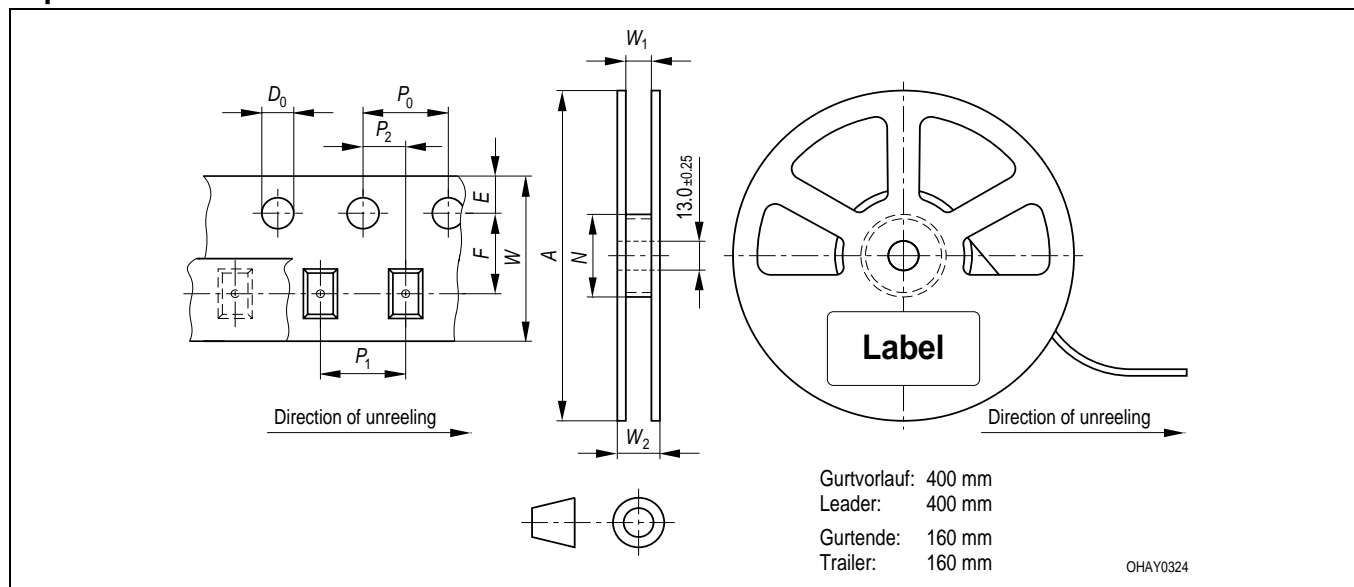 W1
D0
P0
P2
E
F
W
A
N
13.0 ±0.25
Label
P1
Direction of unreeling
W2
Direction of unreeling
Gurtvorlauf: 400 mm
Leader: 400 mm
Gurtende: 160 mm
Trailer: 160 mm
OHAY0324